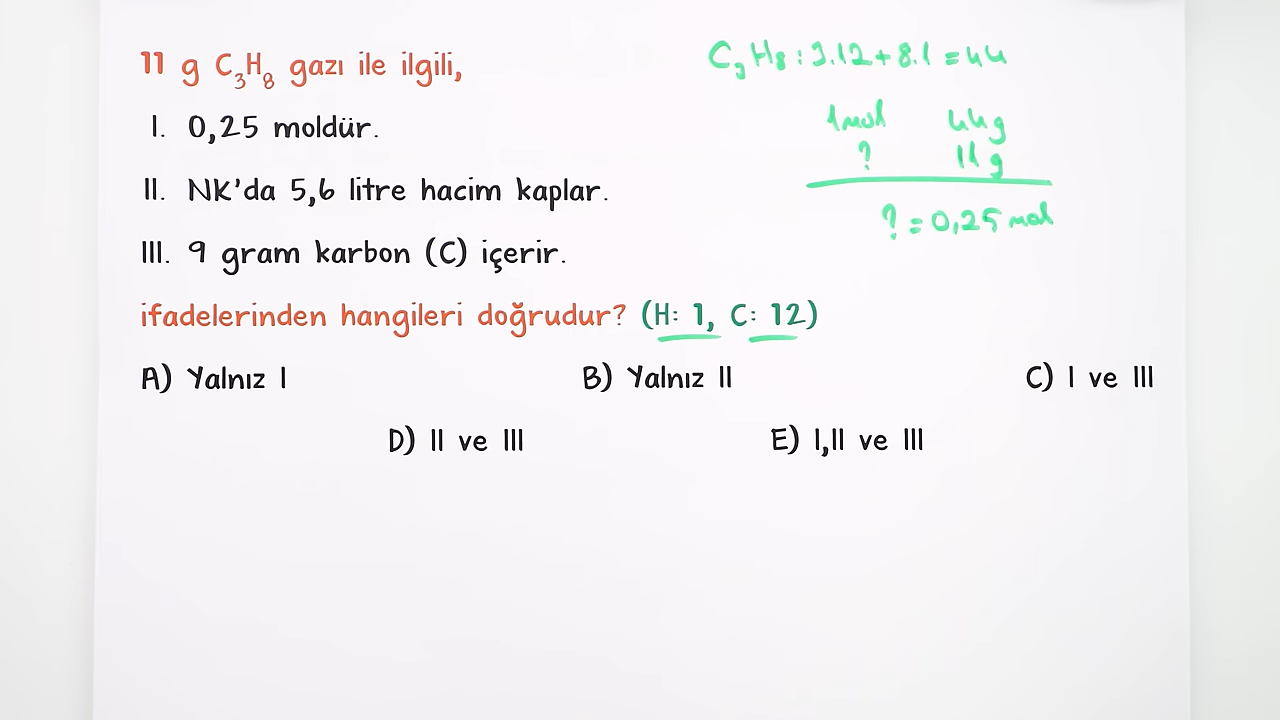 11 g C₃H₈ gazı ile ilgili,
I. 0,25 moldür.
II. NK'da 5,6 litre hacim kaplar.
III. 9 gram karbon (C) içerir.
ifadelerinden hangileri doğrudur? (H: 1, C: 12)
A) Yalnız I B) Yalnız II C) I ve III
D) II ve III E) I,II ve III
C₃H₈ : 3.12 + 8.1 = 44
1 mol 44 g
? 11 g
? = 0,25 mol